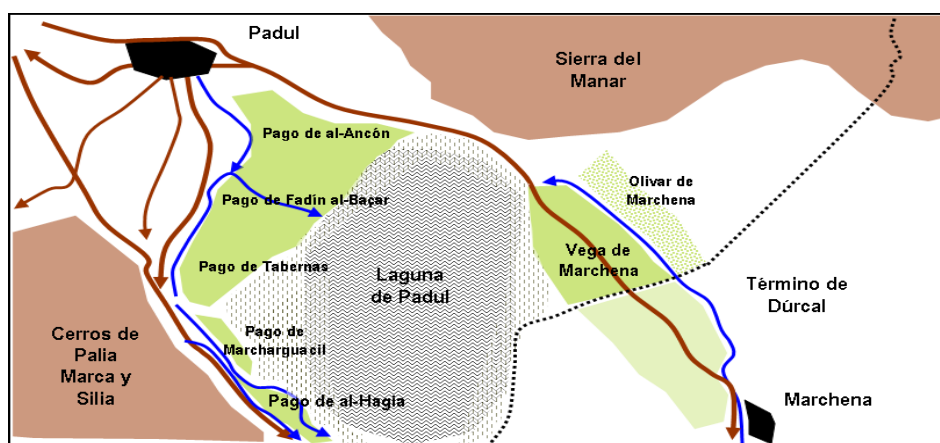 Padul
Sierra del
Manar
Pago de al-Ancón
Olivar de
Marchena
Pago de Fadin al-Baçar
Vega de
Marchena
Pago de Tabernas
Laguna
de Padul
Término de
Dúrcal
Cerros de
Palia
Marca y
Silia
Pago de
Marcharguacil
Pago de al-Hagia
Marchena